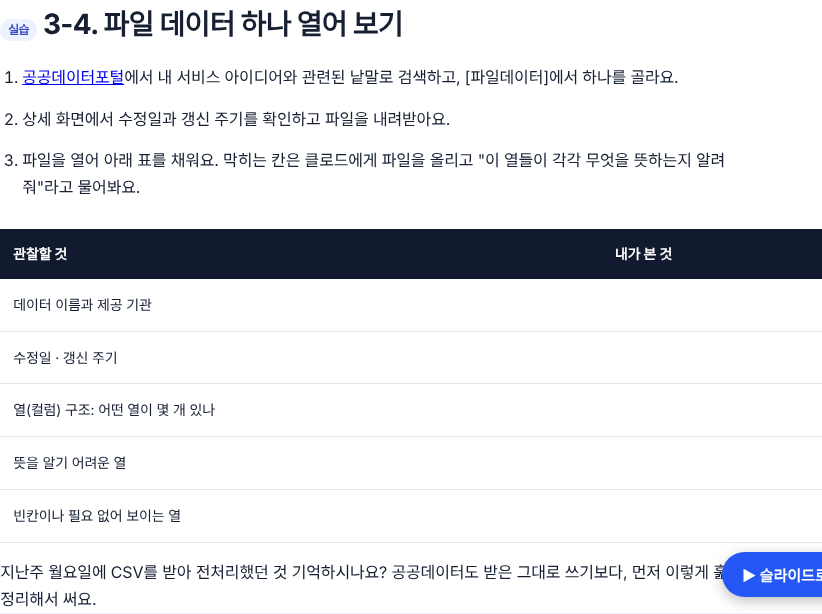 실습 3-4. 파일 데이터 하나 열어 보기
1. 공공데이터포털에서 내 서비스 아이디어와 관련된 낱말로 검색하고, [파일데이터]에서 하나를 골라요.
2. 상세 화면에서 수정일과 갱신 주기를 확인하고 파일을 내려받아요.
3. 파일을 열어 아래 표를 채워요. 막히는 칸은 클로드에게 파일을 올리고 "이 열들이 각각 무엇을 뜻하는지 알려
줘"라고 물어봐요.
관찰할 것 내가 본 것
데이터 이름과 제공 기관
수정일 · 갱신 주기
열(컬럼) 구조: 어떤 열이 몇 개 있나
뜻을 알기 어려운 열
빈칸이나 필요 없어 보이는 열
지난주 월요일에 CSV를 받아 전처리했던 것 기억하시나요? 공공데이터도 받은 그대로 쓰기보다, 먼저 이렇게
▶ 슬라이드로
정리해서 써요.